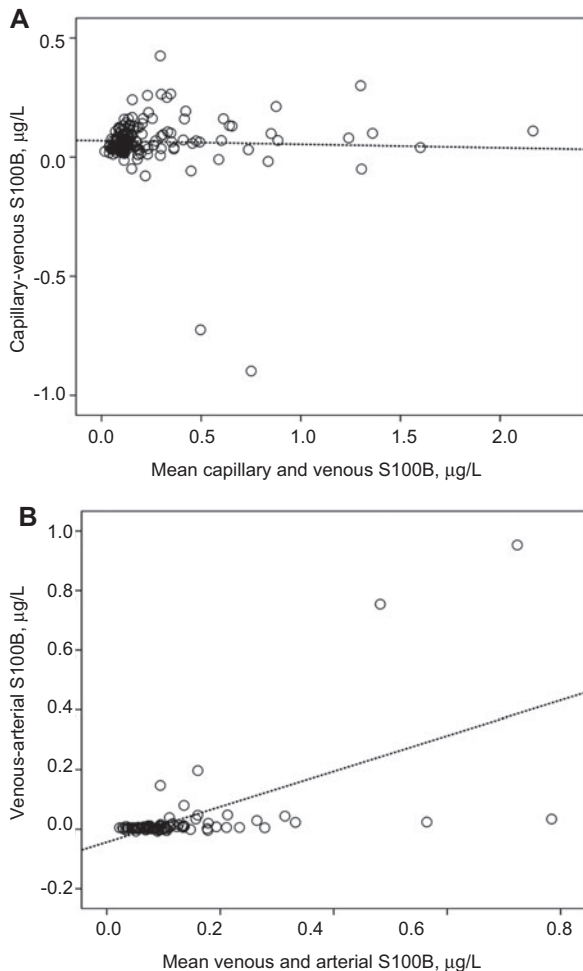 A
Capillary-venous S100B, µg/L
0.5
0.0
-0.5
-1.0
0.0 0.5 1.0 1.5 2.0
Mean capillary and venous S100B, µg/L
B
Venous-arterial S100B, µg/L
1.0
0.8
0.6
0.4
0.2
0.0
-0.2
0.0 0.2 0.4 0.6 0.8
Mean venous and arterial S100B, µg/L